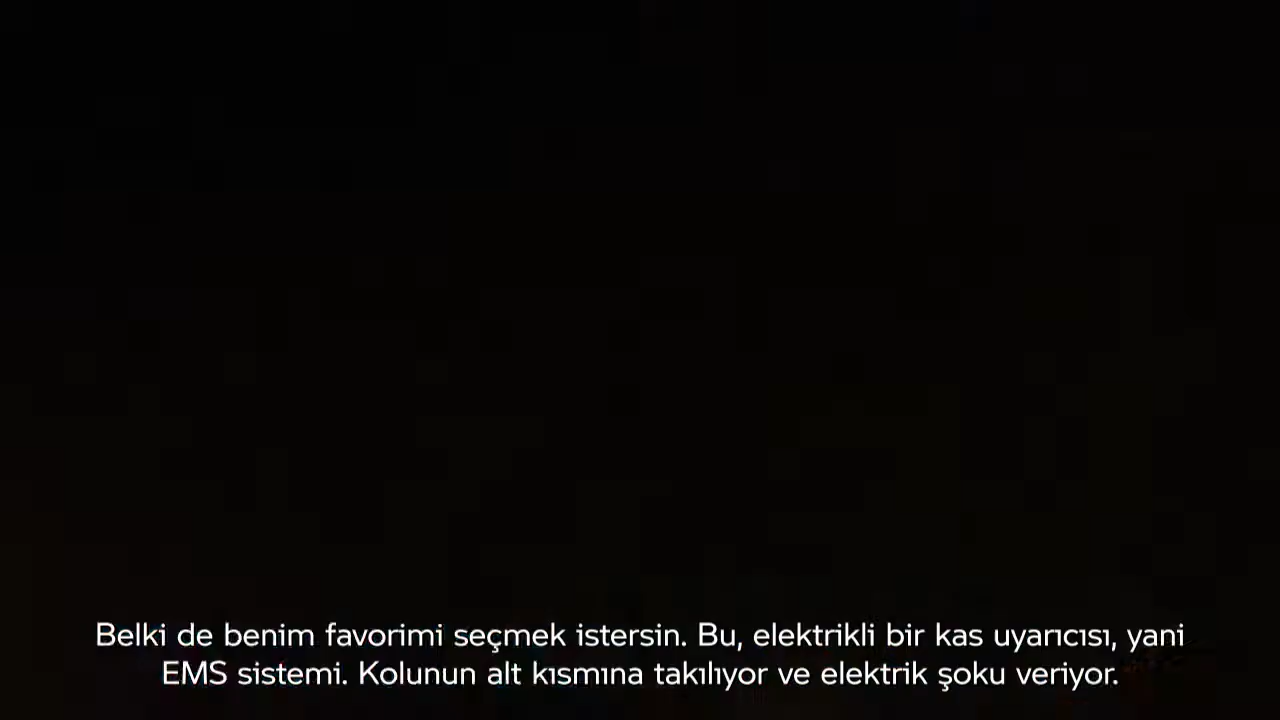 Belki de benim favorimi seçmek istersin. Bu, elektrikli bir kas uyarıcısı, yani
EMS sistemi. Kolunun alt kısmına takılıyor ve elektrik şoku veriyor.